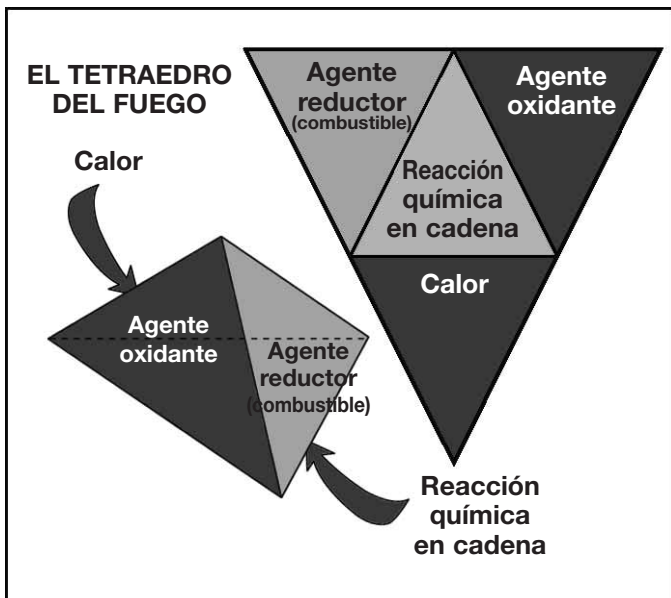 EL TETRAEDRO
DEL FUEGO
Calor
Agente
oxidante
Agente
reductor
(combustible)
Reacción
química
en cadena
Agente
reductor
(combustible)
Agente
oxidante
Reacción
química
en cadena
Calor